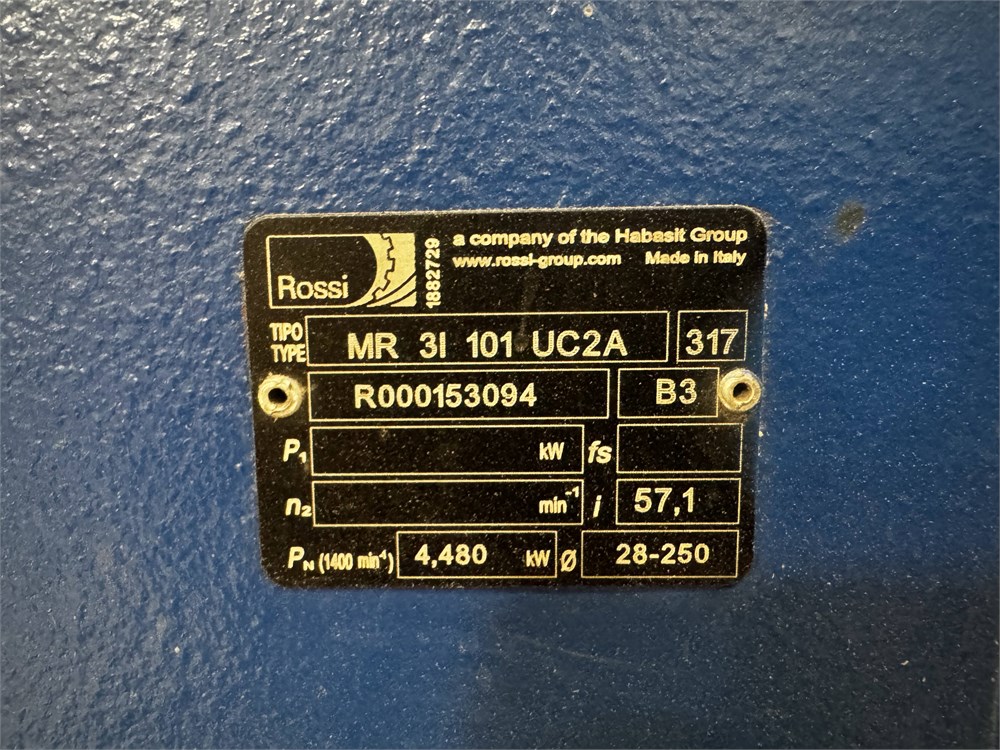 Rossi
1882729
a company of the Habasit Group
www.rossi-group.com Made in Italy
TIPO
TYPE
MR 3I 101 UC2A 317
R000153094 B3
P₁ kW fs
n₂ min⁻¹ i 57,1
Pₙ (1400 min⁻¹) 4,480 kW Ø 28-250